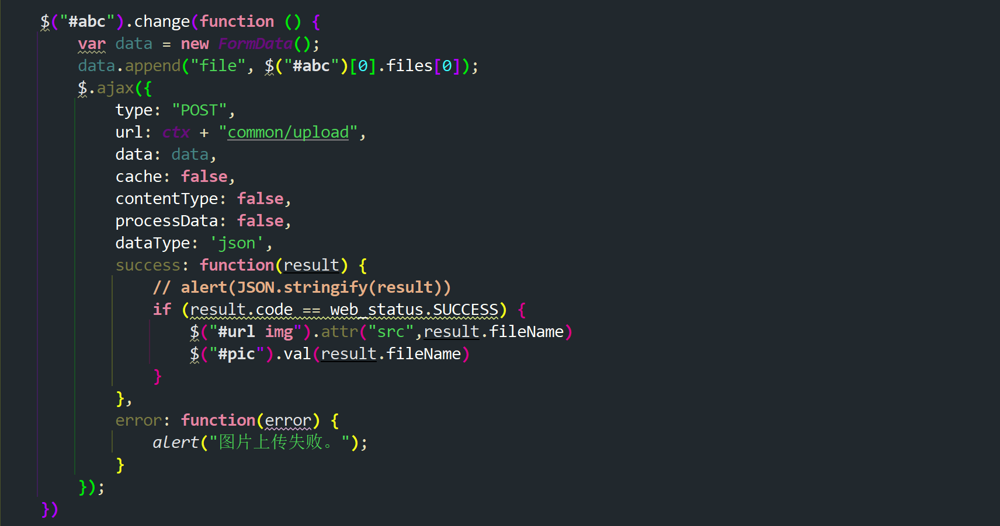 $("#abc").change(function () {
var data = new FormData();
data.append("file", $("#abc")[0].files[0]);
$.ajax({
type: "POST",
url: ctx + "common/upload",
data: data,
cache: false,
contentType: false,
processData: false,
dataType: 'json',
success: function(result) {
// alert(JSON.stringify(result))
if (result.code == web_status.SUCCESS) {
$("#url img").attr("src",result.fileName)
$("#pic").val(result.fileName)
}
},
error: function(error) {
alert("图片上传失败。");
}
});
})